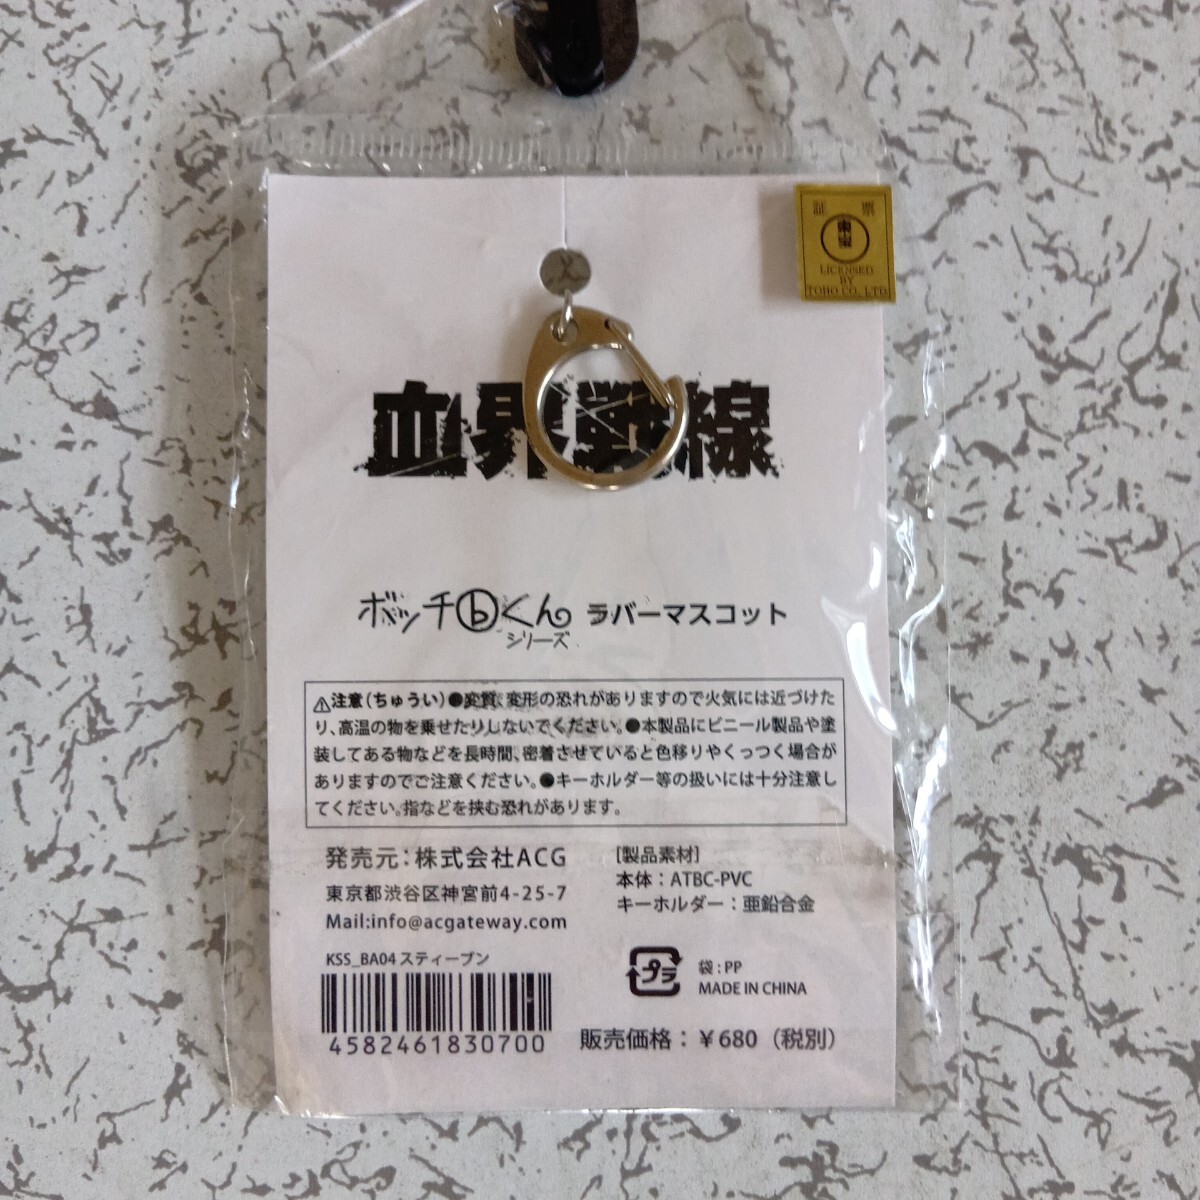 証 票
東宝
LICENSED
BY
TOHO CO., LTD.
血界戦線
ボッチⓑくん ラバーマスコット
シリーズ
⚠注意(ちゅうい)●変質、変形の恐れがありますので火気には近づけた
り、高温の物を乗せたりしないでください。●本製品にビニール製品や塗
装してある物などを長時間、密着させていると色移りやくっつく場合が
ありますのでご注意ください。●キーホルダー等の扱いには十分注意し
てください。指などを挟む恐れがあります。
発売元:株式会社ACG
東京都渋谷区神宮前4-25-7
Mail:info@acgateway.com
[製品素材]
本体:ATBC-PVC
キーホルダー:亜鉛合金
KSS_BA04 スティーブン
4582461830700
プラ
袋:PP
MADE IN CHINA
販売価格:¥680(税別)